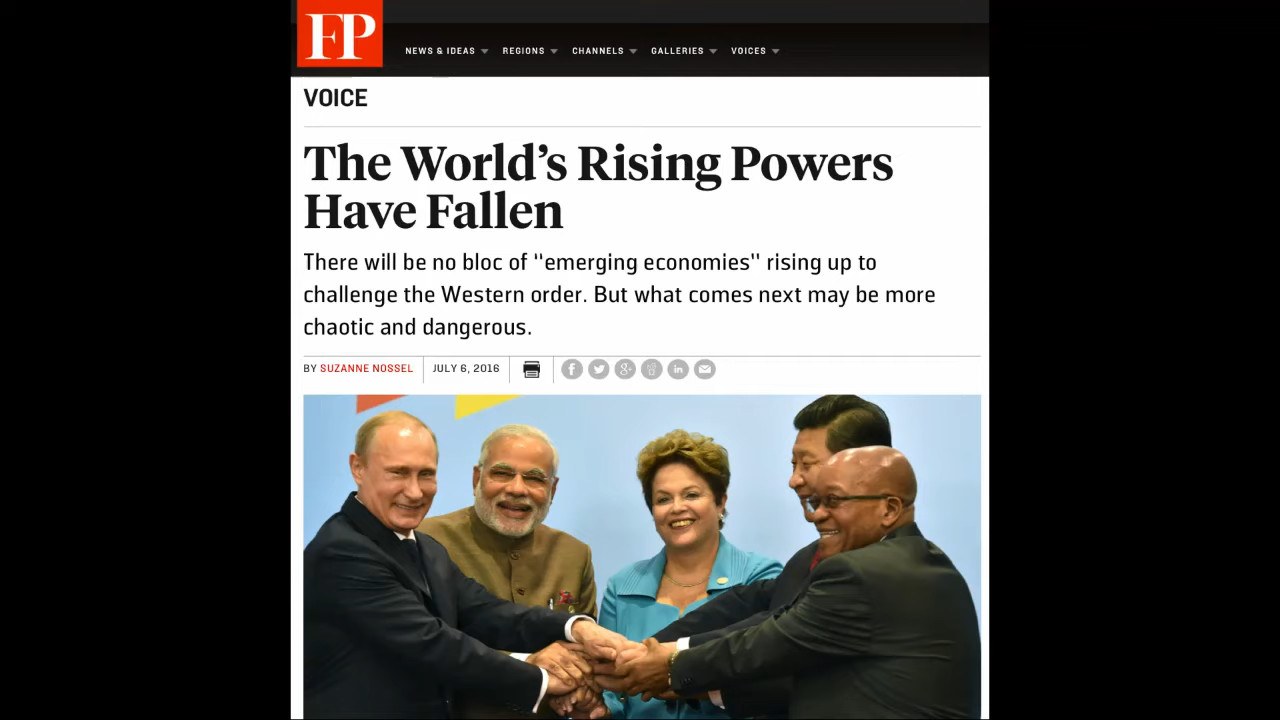 FP
NEWS & IDEAS REGIONS CHANNELS GALLERIES VOICES
VOICE
The World’s Rising Powers
Have Fallen
There will be no bloc of "emerging economies" rising up to
challenge the Western order. But what comes next may be more
chaotic and dangerous.
BY SUZANNE NOSSEL JULY 6, 2016